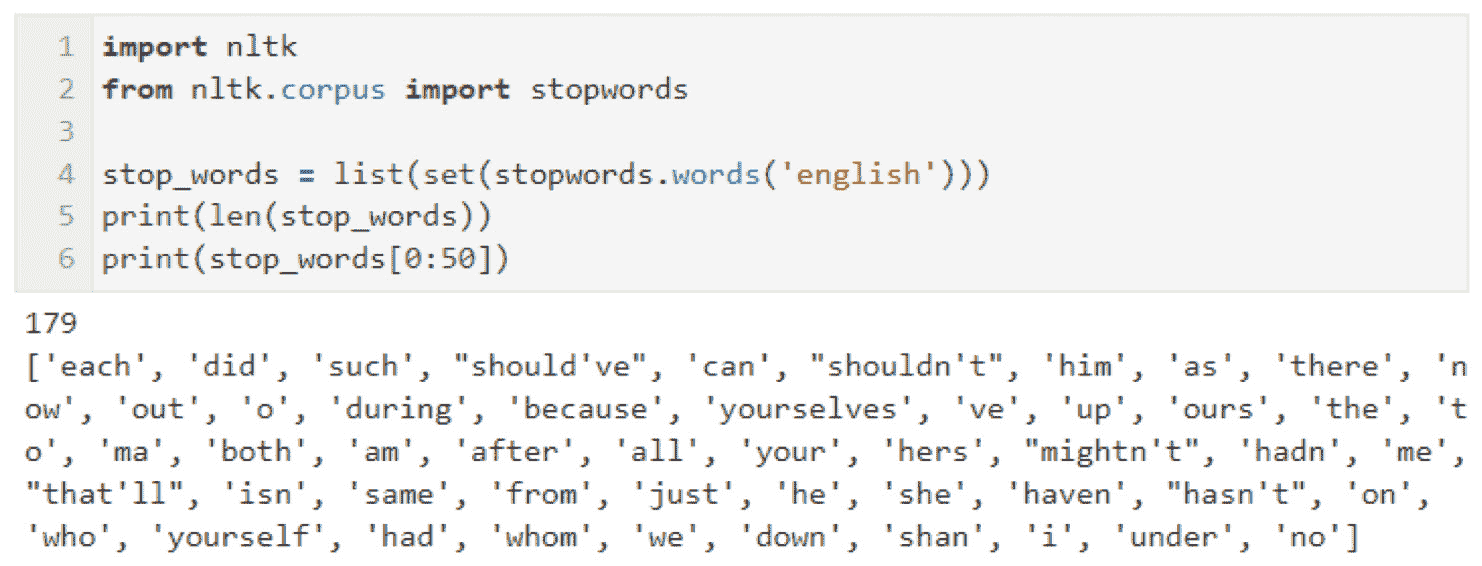 1 import nltk
2 from nltk.corpus import stopwords
3
4 stop_words = list(set(stopwords.words('english')))
5 print(len(stop_words))
6 print(stop_words[0:50])
179
['each', 'did', 'such', "should've", 'can', "shouldn't", 'him', 'as', 'there', 'n
ow', 'out', 'o', 'during', 'because', 'yourselves', 've', 'up', 'ours', 'the', 't
o', 'ma', 'both', 'am', 'after', 'all', 'your', 'hers', "mightn't", 'hadn', 'me',
"that'll", 'isn', 'same', 'from', 'just', 'he', 'she', 'haven', "hasn't", 'on',
'who', 'yourself', 'had', 'whom', 'we', 'down', 'shan', 'i', 'under', 'no']